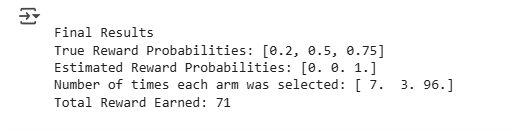 Final Results
True Reward Probabilities: [0.2, 0.5, 0.75]
Estimated Reward Probabilities: [0. 0. 1.]
Number of times each arm was selected: [ 7.  3. 96.]
Total Reward Earned: 71